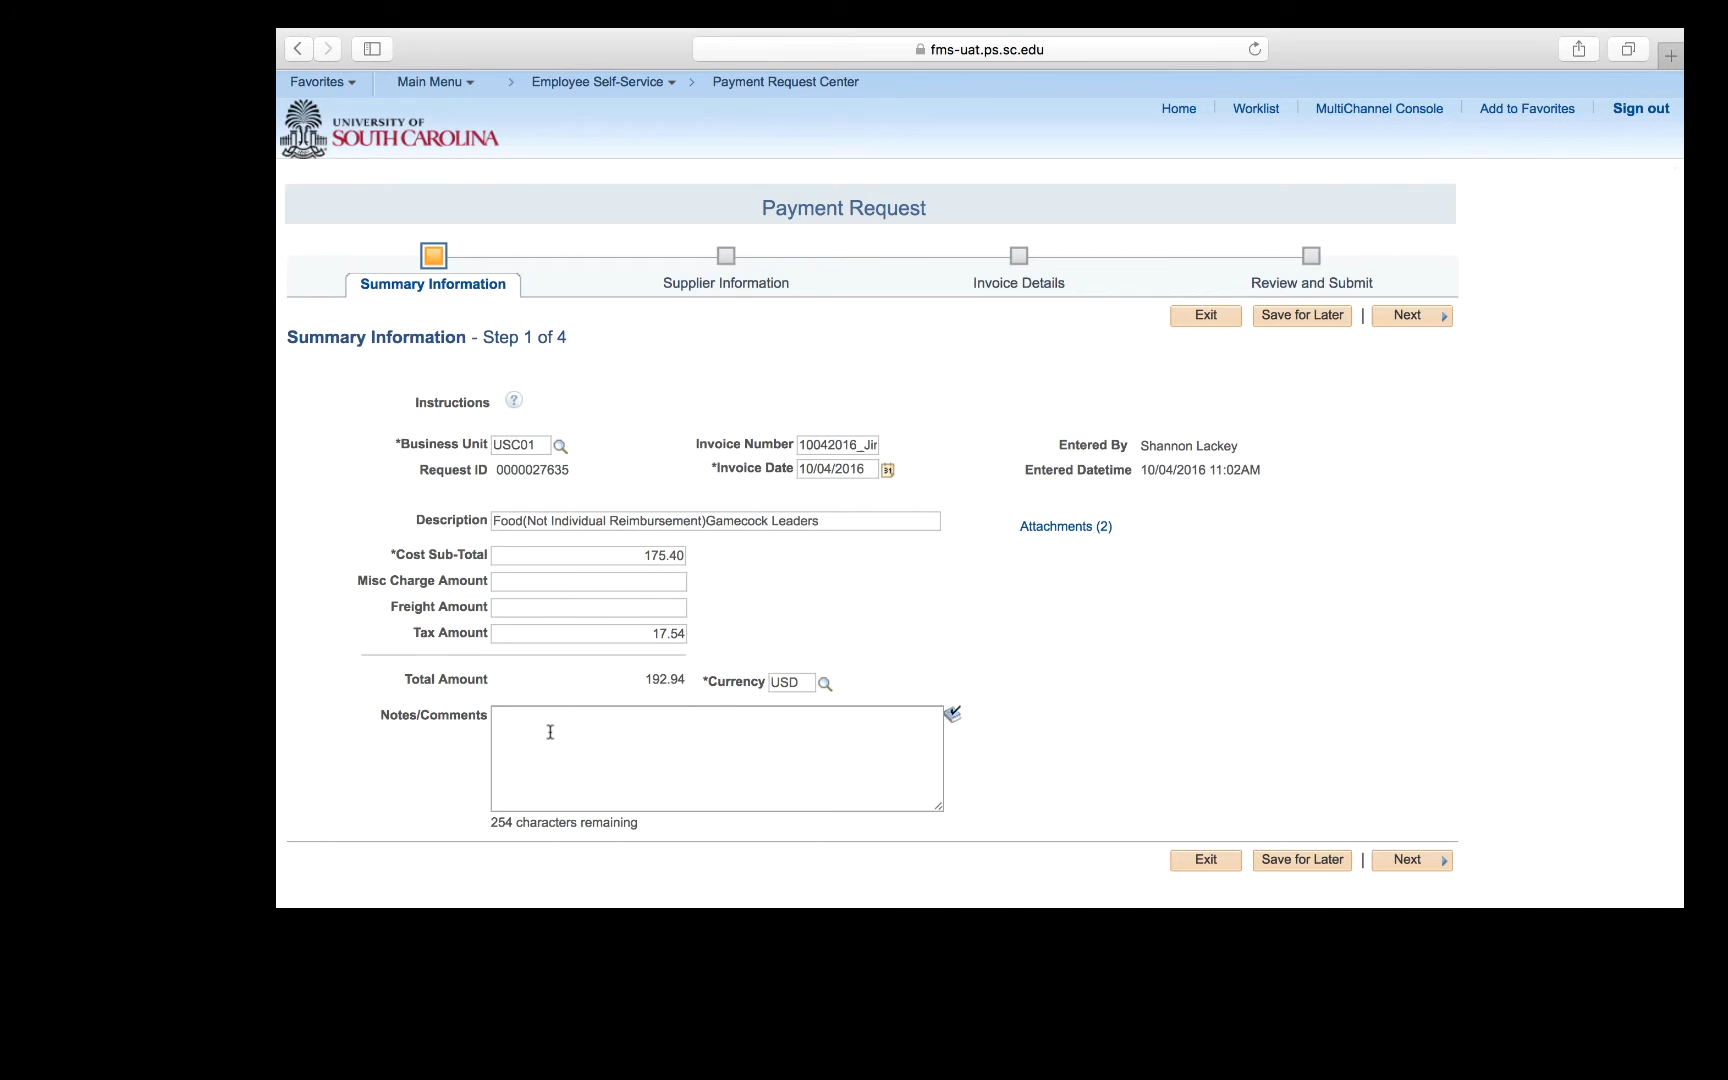 fms-uat.ps.sc.edu
Favorites Main Menu > Employee Self-Service > Payment Request Center
Home Worklist MultiChannel Console Add to Favorites Sign out
UNIVERSITY OF
SOUTH CAROLINA
Payment Request
Summary Information Supplier Information Invoice Details Review and Submit
Exit Save for Later | Next
Summary Information - Step 1 of 4
Instructions ?
*Business Unit USC01 Invoice Number 10042016_Jir Entered By Shannon Lackey
Request ID 0000027635 *Invoice Date 10/04/2016 31 Entered Datetime 10/04/2016 11:02AM
Description Food(Not Individual Reimbursement)Gamecock Leaders Attachments (2)
*Cost Sub-Total 175.40
Misc Charge Amount
Freight Amount
Tax Amount 17.54
Total Amount 192.94 *Currency USD
Notes/Comments
254 characters remaining
Exit Save for Later | Next